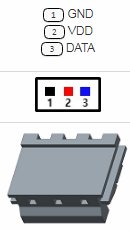 1 GND
2 VDD
3 DATA
1 2 3